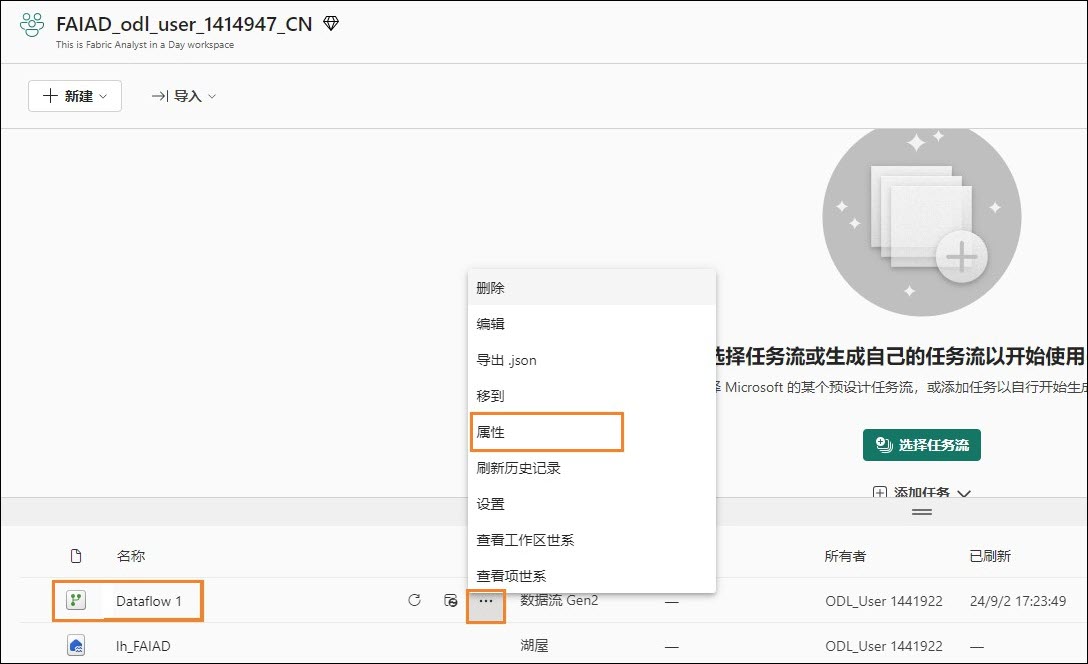 FAIAD_odl_user_1414947_CN
This is Fabric Analyst in a Day workspace
新建
导入
选择任务流或生成自己的任务流以开始使用
Microsoft 的某个预设计任务流，或添加任务以自行开始生成
选择任务流
添加任务
删除
编辑
导出 .json
移到
属性
刷新历史记录
设置
查看工作区世系
查看项世系
名称 所有者 已刷新
Dataflow 1 ... 数据流 Gen2 — ODL_User 1441922 24/9/2 17:23:49
lh_FAIAD 湖屋 — ODL_User 1441922 —